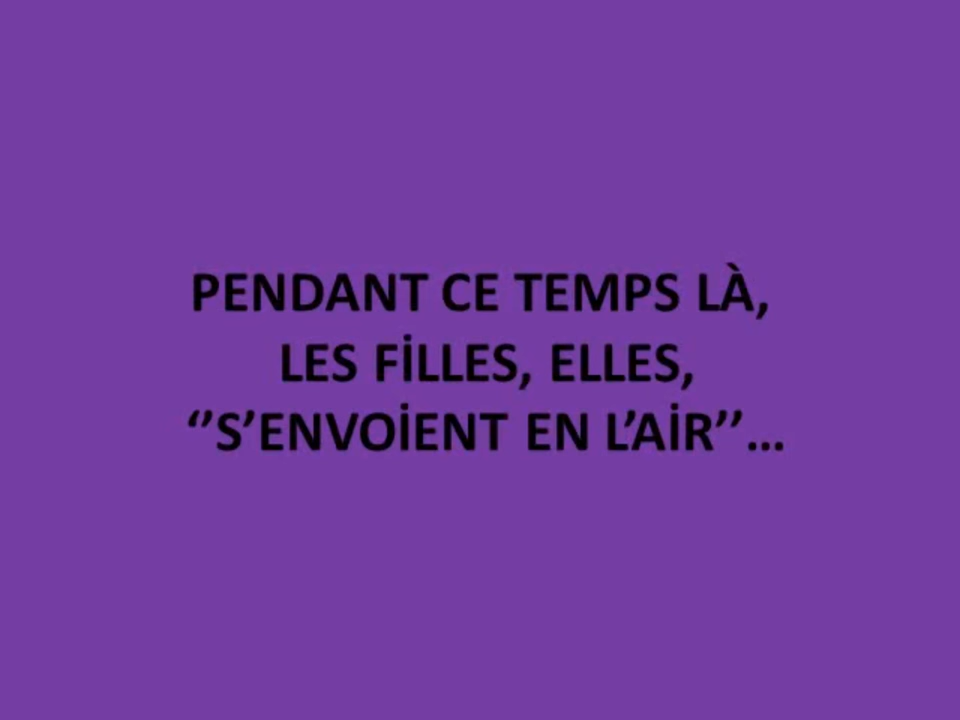 PENDANT CE TEMPS LÀ,
LES FİLLES, ELLES,
‘’S’ENVOİENT EN L’AİR’’…